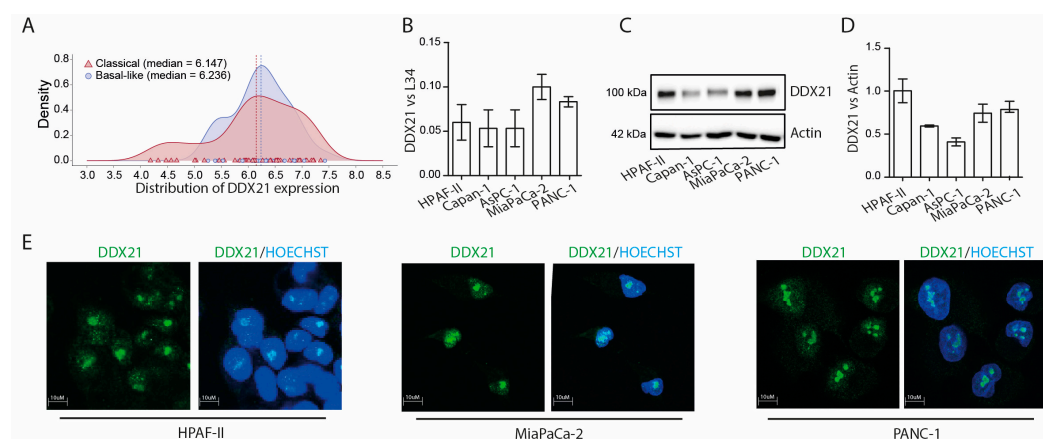 A
Classical (median = 6.147)
Basal-like (median = 6.236)
Density
0.8
0.6
0.4
0.2
0.0
3.0 3.5 4.0 4.5 5.0 5.5 6.0 6.5 7.0 7.5 8.0 8.5
Distribution of DDX21 expression
B
DDX21 vs L34
0.15
0.10
0.05
0.00
HPAF-II
Capan-1
AsPC-1
MiaPaCa-2
PANC-1
C
100 kDa
DDX21
42 kDa
Actin
HPAF-II
Capan-1
AsPC-1
MiaPaCa-2
PANC-1
D
DDX21 vs Actin
1.5
1.0
0.5
0.0
HPAF-II
Capan-1
AsPC-1
MiaPaCa-2
PANC-1
E
DDX21
DDX21/HOECHST
10uM
10uM
HPAF-II
DDX21
DDX21/HOECHST
10uM
10uM
MiaPaCa-2
DDX21
DDX21/HOECHST
10uM
10uM
PANC-1